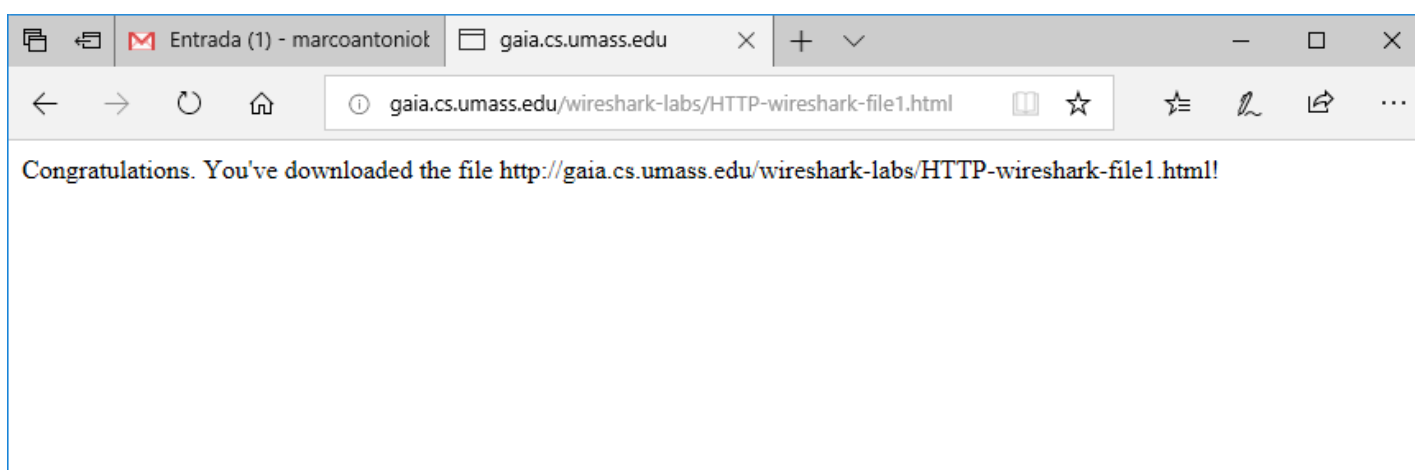 Entrada (1) - marcoantoniob
gaia.cs.umass.edu
gaia.cs.umass.edu/wireshark-labs/HTTP-wireshark-file1.html
Congratulations. You've downloaded the file http://gaia.cs.umass.edu/wireshark-labs/HTTP-wireshark-file1.html!